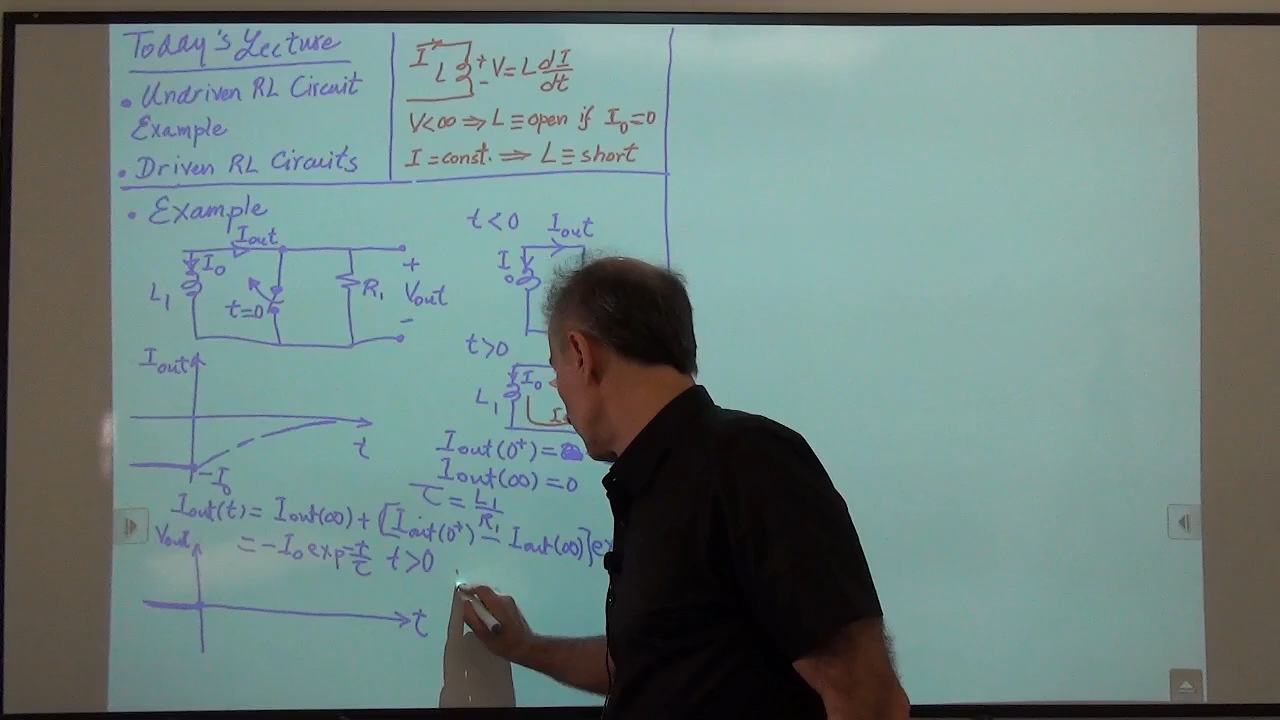 Today's Lecture
• Undriven RL Circuit
Example
• Driven RL Circuits
I L + - V = L dI/dt
V<∞ ⇒ L ≡ open if I₀=0
I = const. ⇒ L ≡ short
• Example
Iout
I₀
L₁
t=0
R₁
+
Vout
-
t<0
Iout
I₀
t>0
I₀
L₁
Iout
t
-I₀
Iout(0⁺)=
Iout(∞)=0
τ = L₁/R₁
Iout(t) = Iout(∞) + [Iout(0⁺) - Iout(∞)]
= -I₀ exp -t/τ t>0
Vout
t